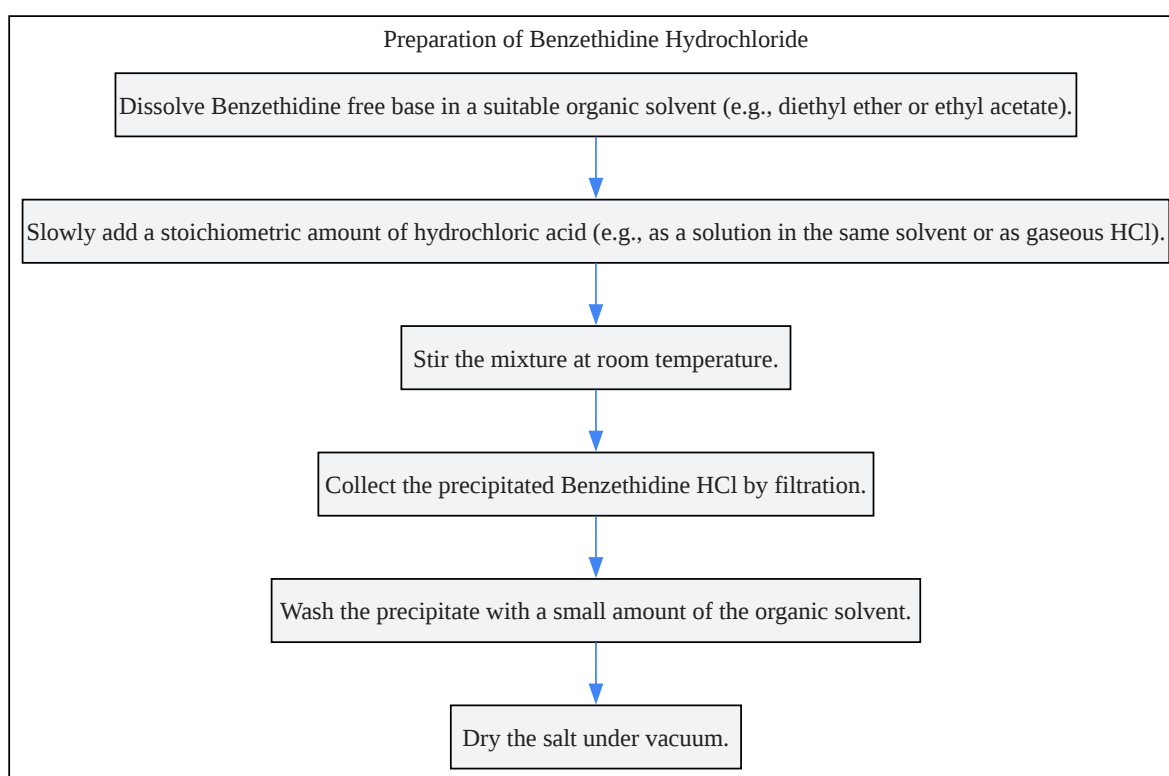 Preparation of Benzethidine Hydrochloride
Dissolve Benzethidine free base in a suitable organic solvent (e.g., diethyl ether or ethyl acetate).
Slowly add a stoichiometric amount of hydrochloric acid (e.g., as a solution in the same solvent or as gaseous HCl).
Stir the mixture at room temperature.
Collect the precipitated Benzethidine HCl by filtration.
Wash the precipitate with a small amount of the organic solvent.
Dry the salt under vacuum.